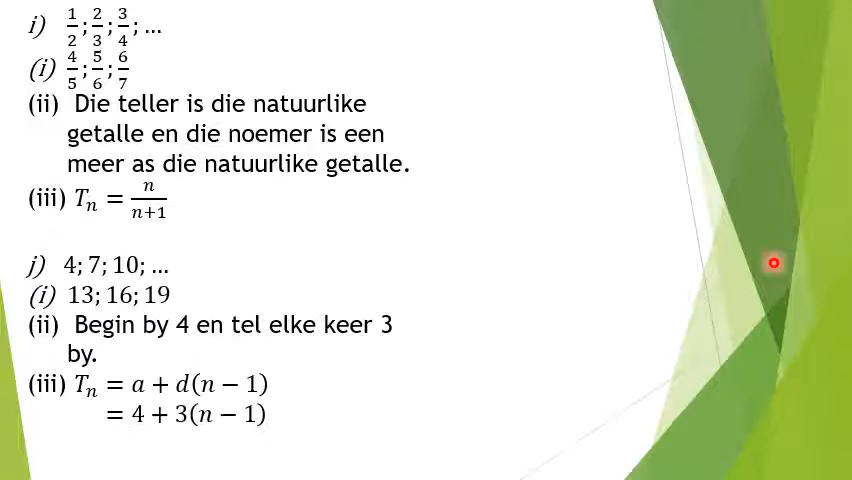 i) 1/2; 2/3; 3/4; ...
(i) 4/5; 5/6; 6/7
(ii) Die teller is die natuurlike
getalle en die noemer is een
meer as die natuurlike getalle.
(iii) Tₙ = n/(n+1)
j) 4; 7; 10; ...
(i) 13; 16; 19
(ii) Begin by 4 en tel elke keer 3
by.
(iii) Tₙ = a + d(n − 1)
= 4 + 3(n − 1)